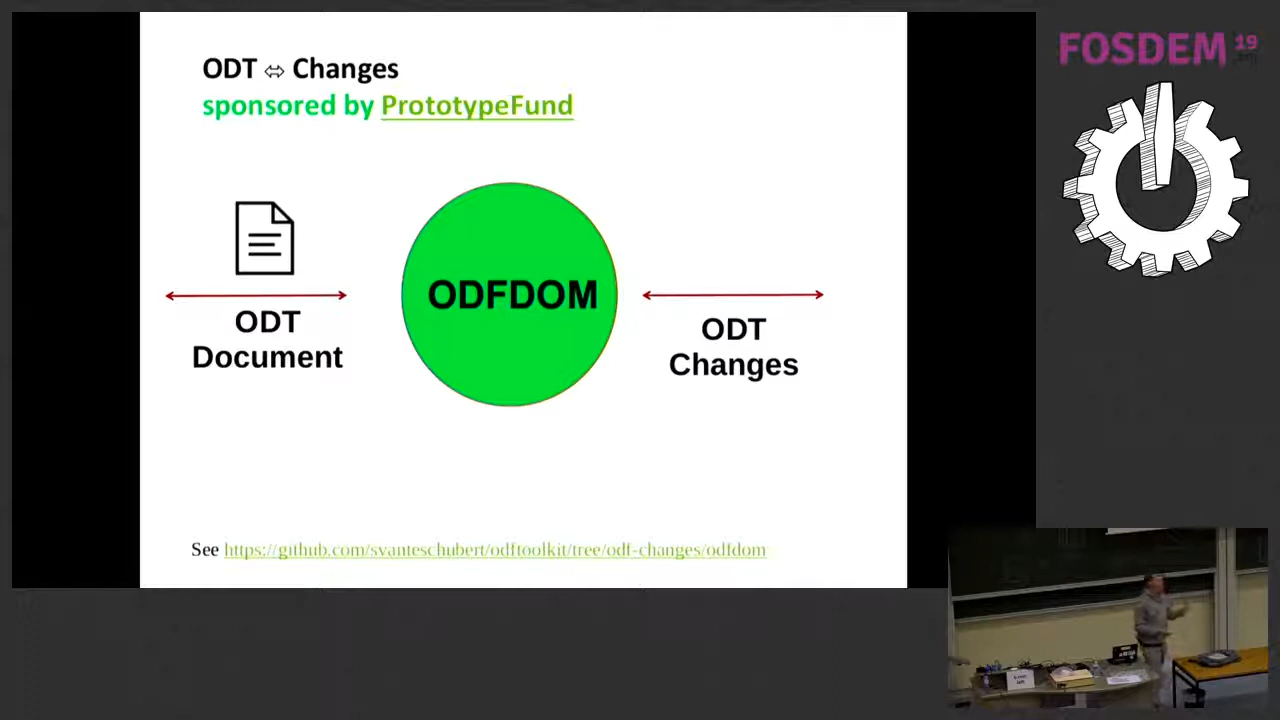 ODT ⇔ Changes
sponsored by PrototypeFund
ODT
Document
ODFDOM
ODT
Changes
See https://github.com/svanteschubert/odftoolkit/tree/odf-changes/odfdom
FOSDEM 19